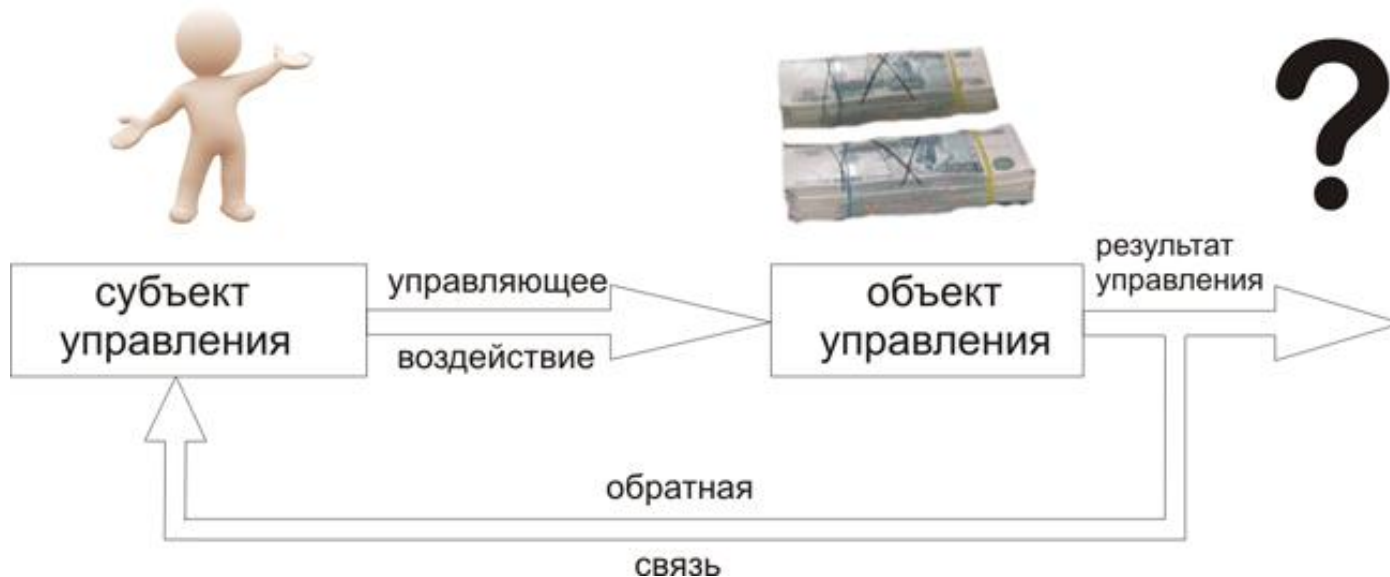 субъект
управления
управляющее
воздействие
объект
управления
результат
управления
?
обратная
связь